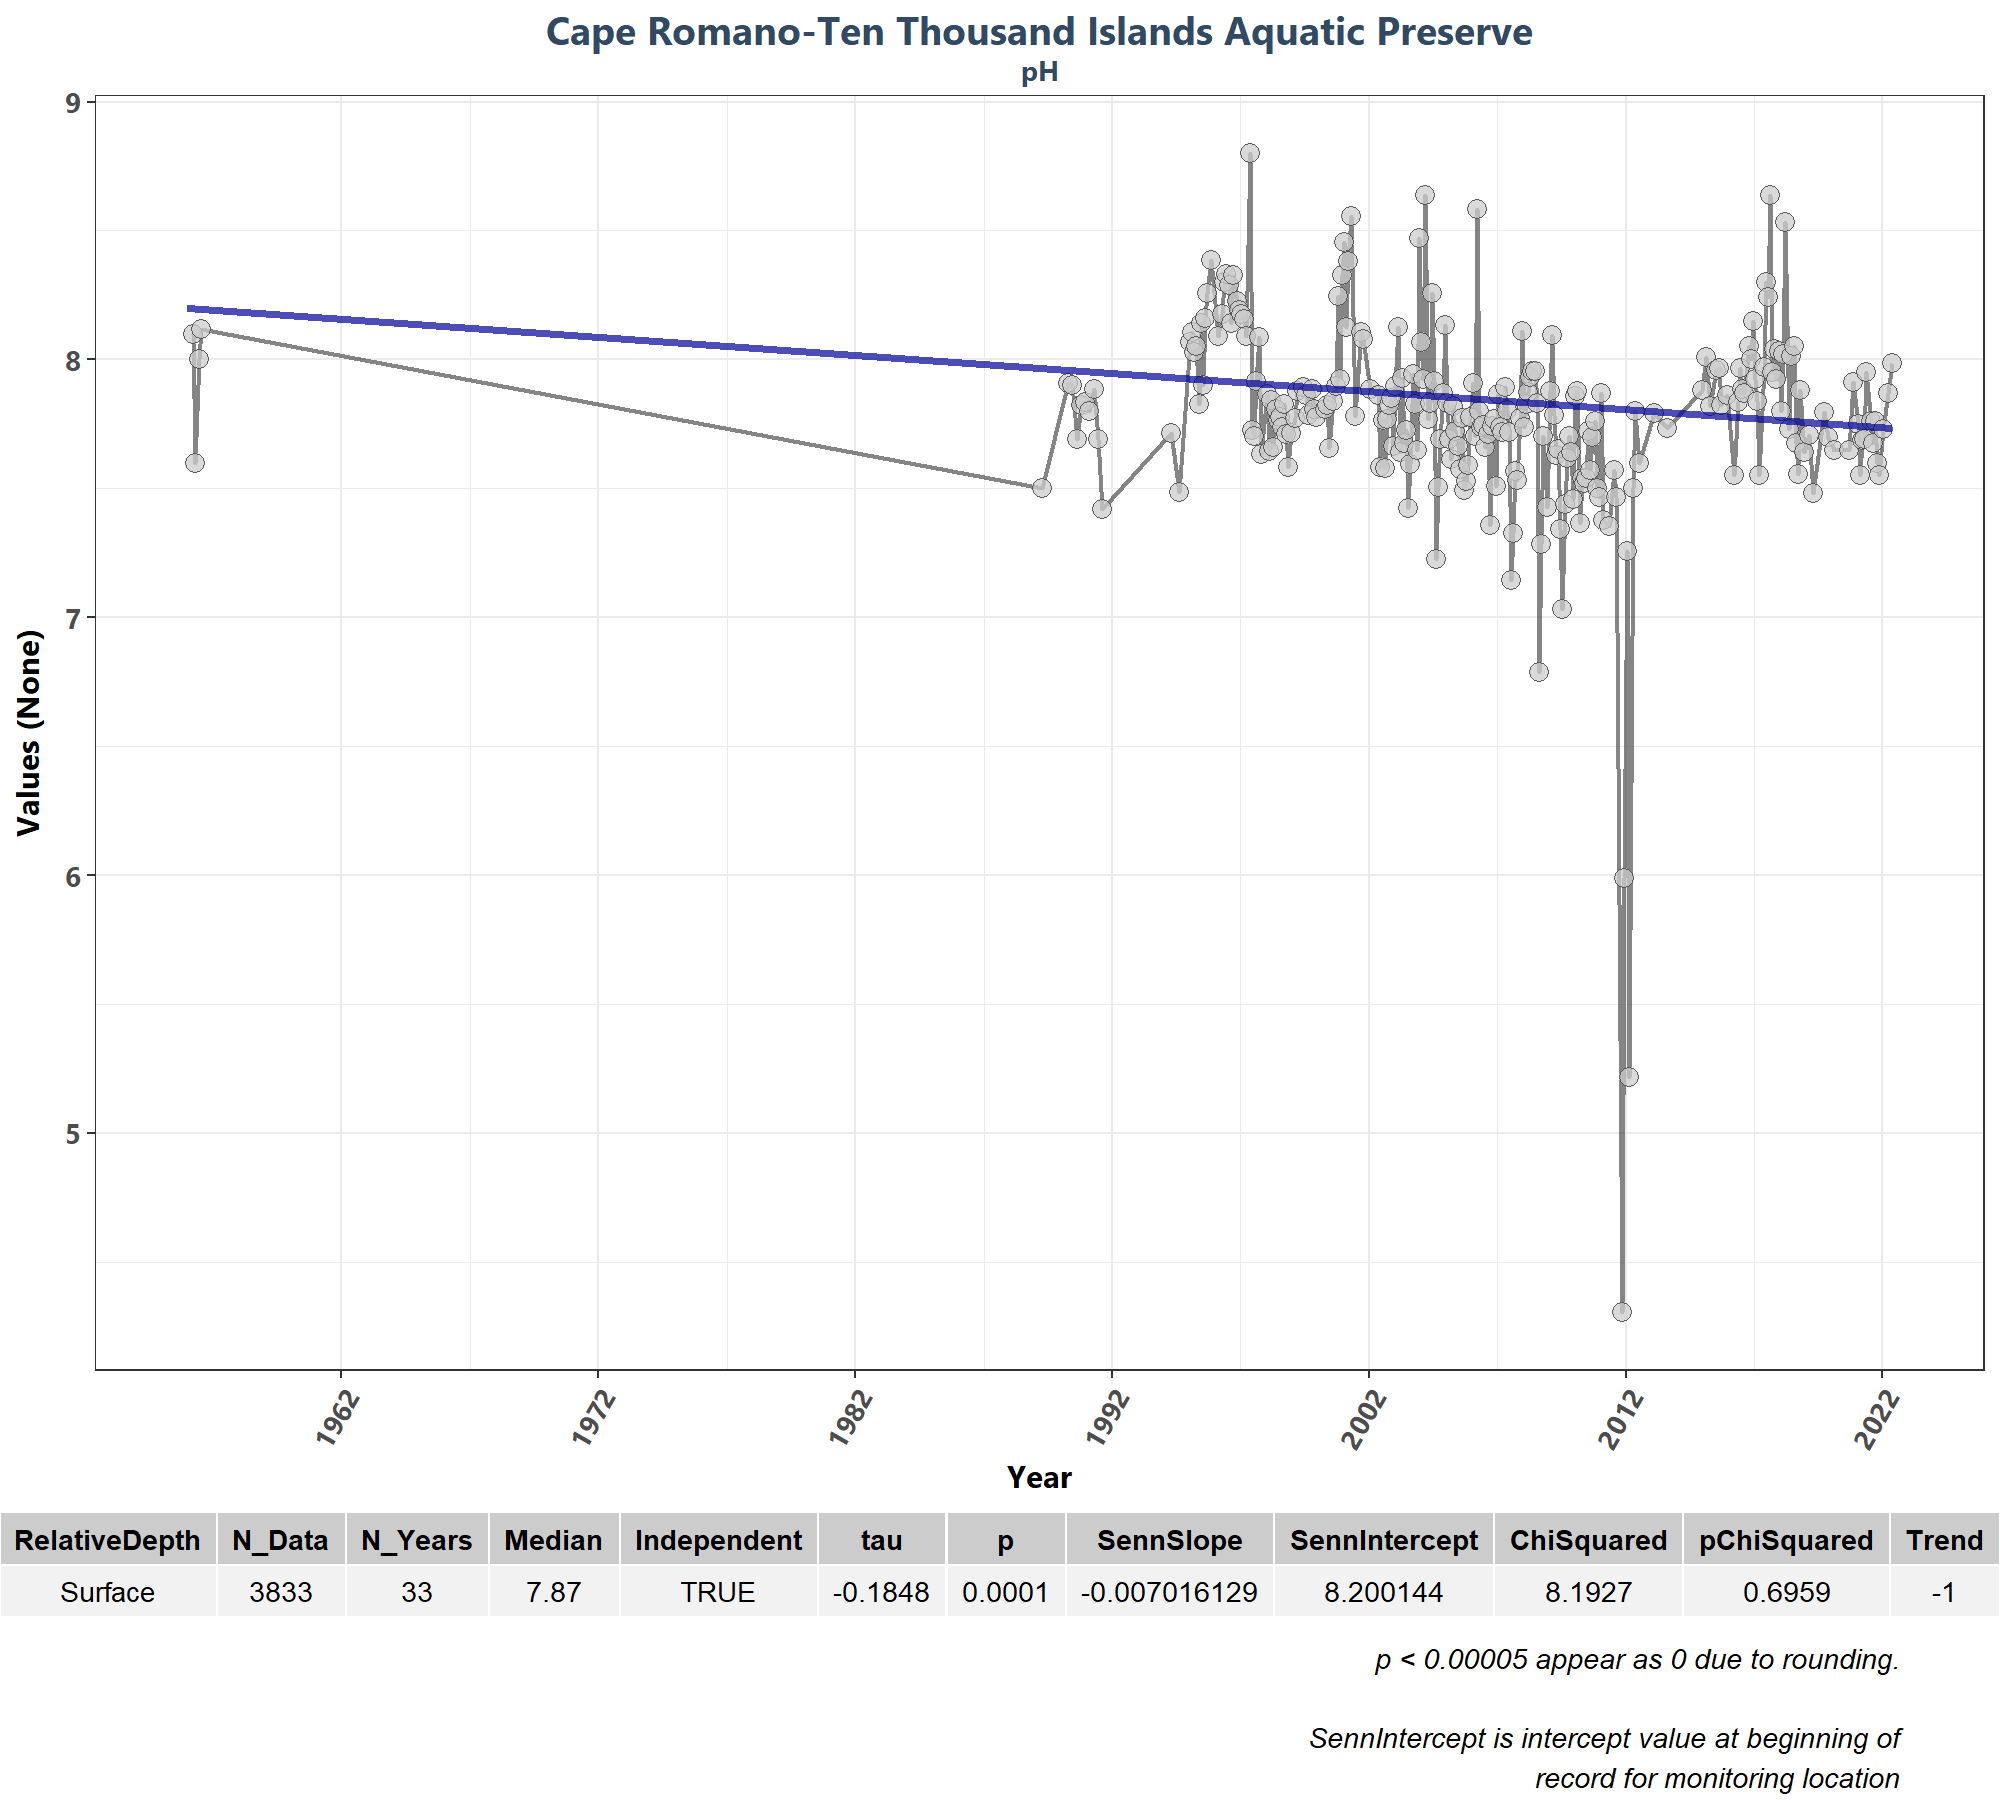 Cape Romano-Ten Thousand Islands Aquatic Preserve
pH
9
8
7
6
5
Values (None)
1962
1972
1982
1992
2002
2012
2022
Year
RelativeDepth N_Data N_Years Median Independent tau p SennSlope SennIntercept ChiSquared pChiSquared Trend
Surface 3833 33 7.87 TRUE -0.1848 0.0001 -0.007016129 8.200144 8.1927 0.6959 -1
p < 0.00005 appear as 0 due to rounding.
SennIntercept is intercept value at beginning of
record for monitoring location